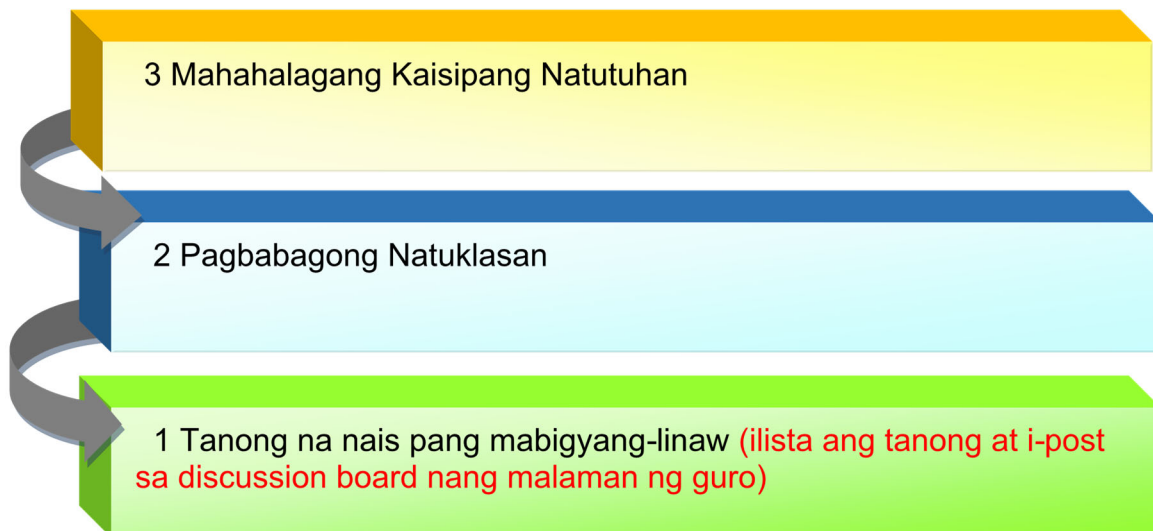 3 Mahahalagang Kaisipang Natutuhan
2 Pagbabagong Natuklasan
1 Tanong na nais pang mabigyang-linaw (ilista ang tanong at i-post
sa discussion board nang malaman ng guro)